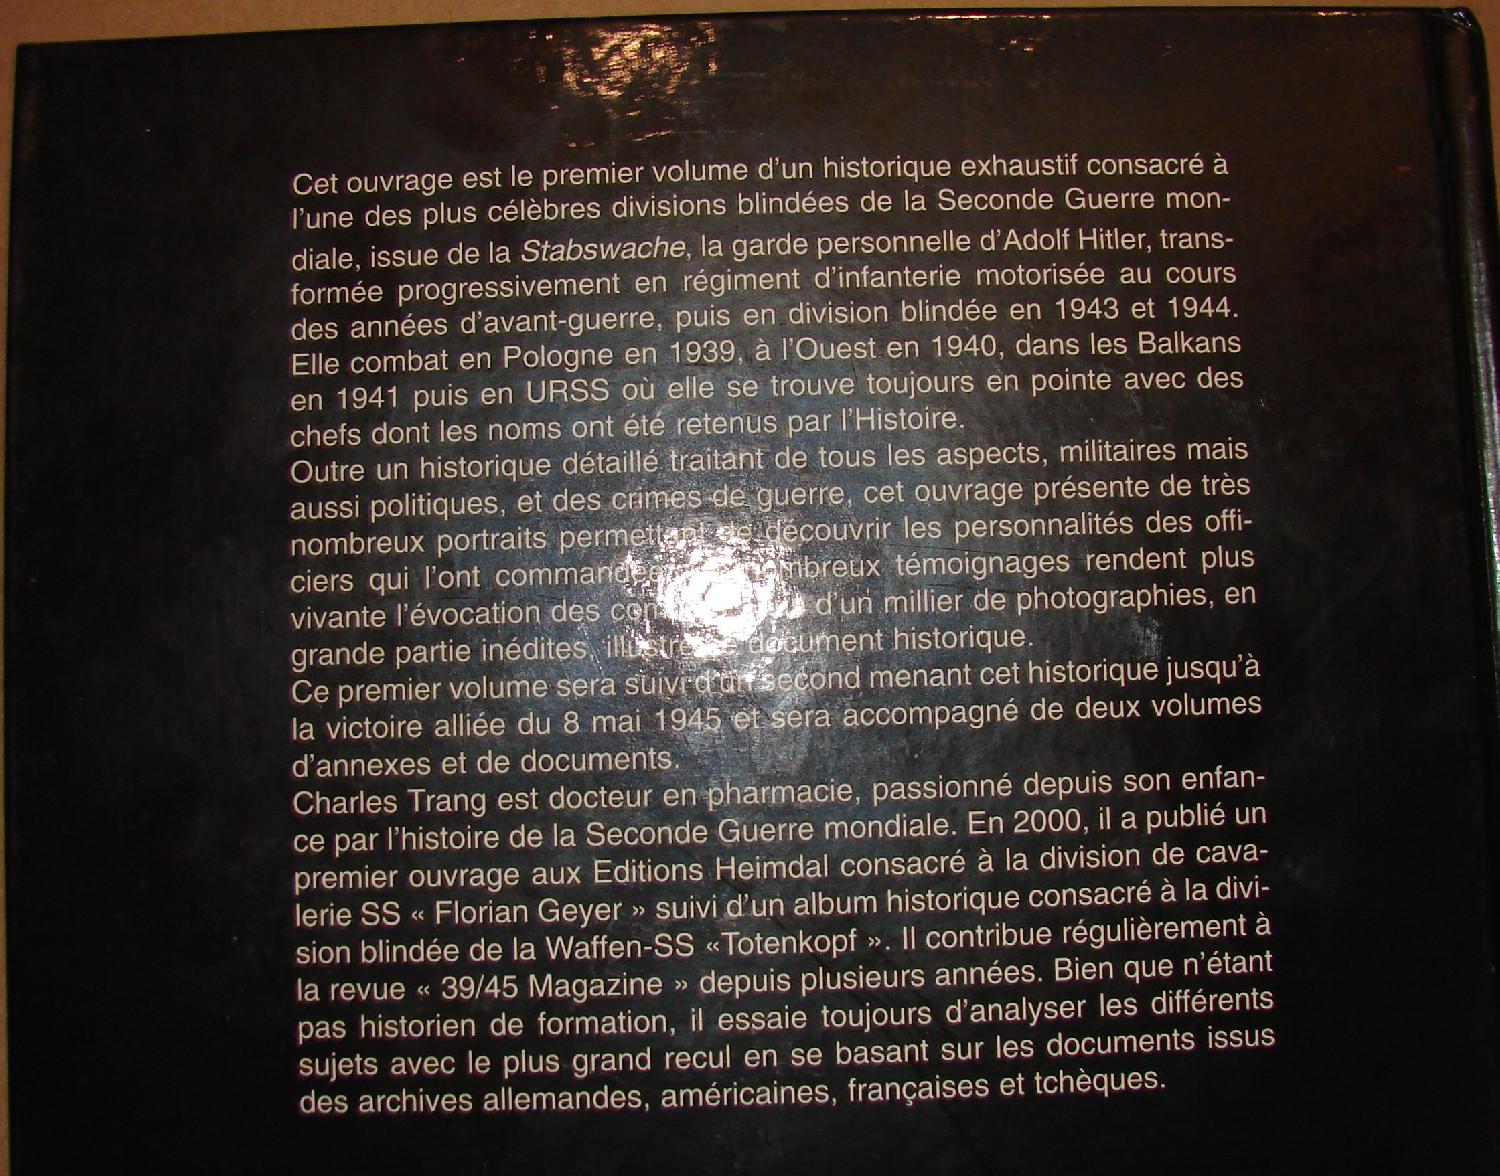 Cet ouvrage est le premier volume d'un historique exhaustif consacré à
l'une des plus célèbres divisions blindées de la Seconde Guerre mon-
diale, issue de la Stabswache, la garde personnelle d'Adolf Hitler, trans-
formée progressivement en régiment d'infanterie motorisée au cours
des années d'avant-guerre, puis en division blindée en 1943 et 1944.
Elle combat en Pologne en 1939, à l'Ouest en 1940, dans les Balkans
en 1941 puis en URSS où elle se trouve toujours en pointe avec des
chefs dont les noms ont été retenus par l'Histoire.
Outre un historique détaillé traitant de tous les aspects, militaires mais
aussi politiques, et des crimes de guerre, cet ouvrage présente de très
nombreux portraits permettant de découvrir les personnalités des offi-
ciers qui l'ont commandée témoignages rendent plus
vivante l'évocation des d'un millier de photographies, en
grande partie inédites, document historique.
Ce premier volume sera suivi d'un second menant cet historique jusqu'à
la victoire alliée du 8 mai 1945 et sera accompagné de deux volumes
d'annexes et de documents.
Charles Trang est docteur en pharmacie, passionné depuis son enfan-
ce par l'histoire de la Seconde Guerre mondiale. En 2000, il a publié un
premier ouvrage aux Editions Heimdal consacré à la division de cava-
lerie SS « Florian Geyer » suivi d'un album historique consacré à la divi-
sion blindée de la Waffen-SS «Totenkopf ». Il contribue régulièrement à
la revue « 39/45 Magazine » depuis plusieurs années. Bien que n'étant
pas historien de formation, il essaie toujours d'analyser les différents
sujets avec le plus grand recul en se basant sur les documents issus
des archives allemandes, américaines, françaises et tchèques.